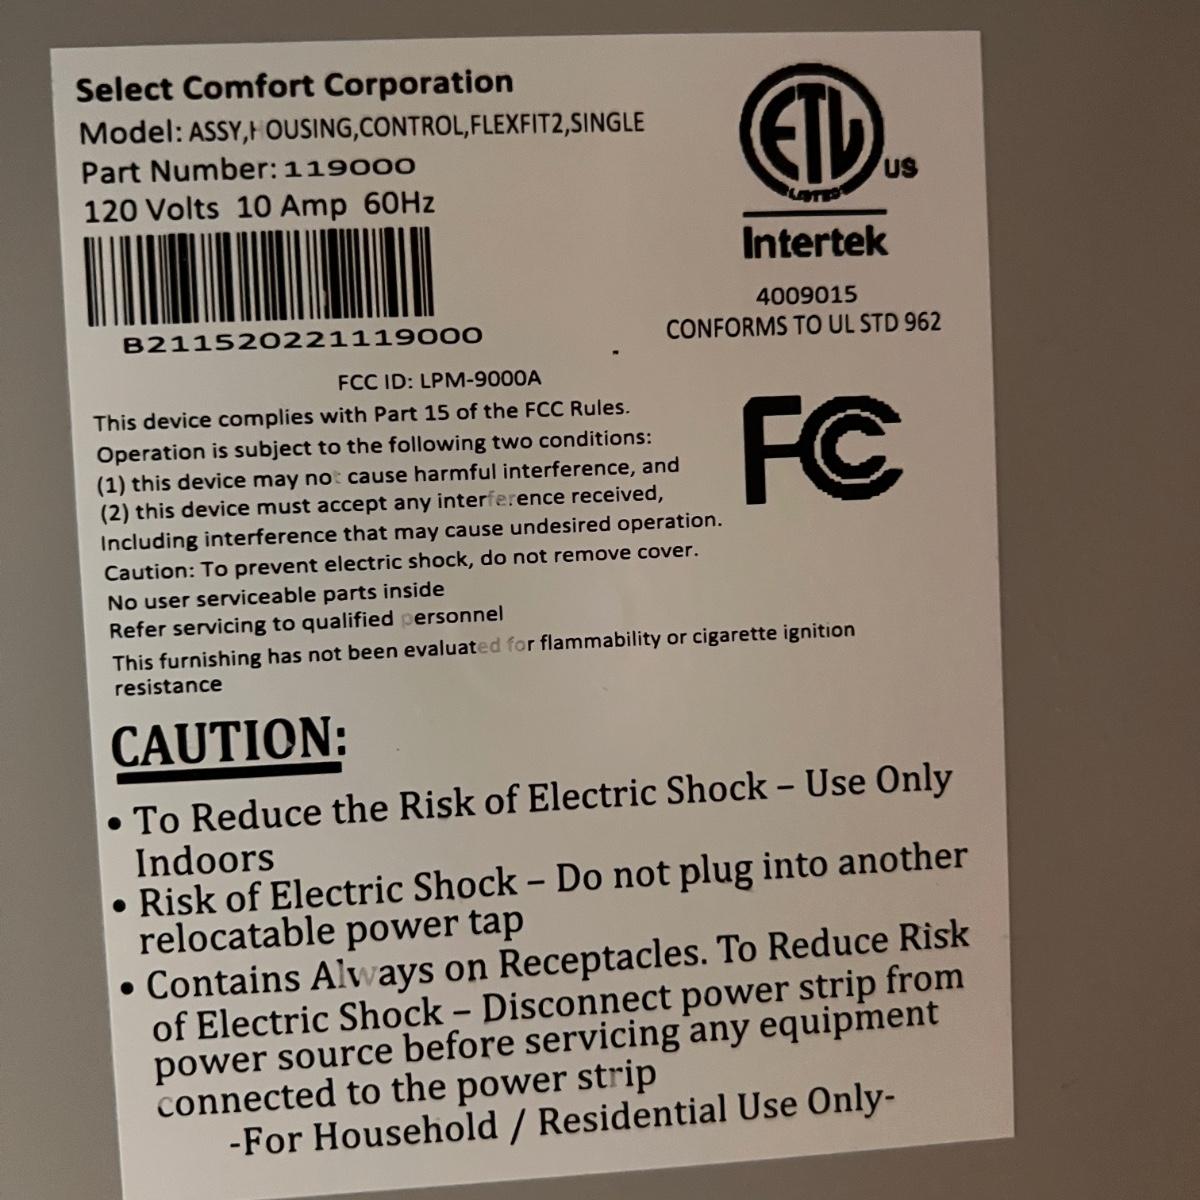 Select Comfort Corporation
Model: ASSY,HOUSING,CONTROL,FLEXFIT2,SINGLE
Part Number: 119000
120 Volts 10 Amp 60Hz
B211520221119000
ETL
LISTED
US
Intertek
4009015
CONFORMS TO UL STD 962
FCC ID: LPM-9000A
This device complies with Part 15 of the FCC Rules.
Operation is subject to the following two conditions:
(1) this device may not cause harmful interference, and
(2) this device must accept any interference received,
Including interference that may cause undesired operation.
Caution: To prevent electric shock, do not remove cover.
No user serviceable parts inside
Refer servicing to qualified personnel
This furnishing has not been evaluated for flammability or cigarette ignition
resistance
FC
CAUTION:
• To Reduce the Risk of Electric Shock – Use Only
Indoors
• Risk of Electric Shock – Do not plug into another
relocatable power tap
• Contains Always on Receptacles. To Reduce Risk
of Electric Shock – Disconnect power strip from
power source before servicing any equipment
connected to the power strip
-For Household / Residential Use Only-